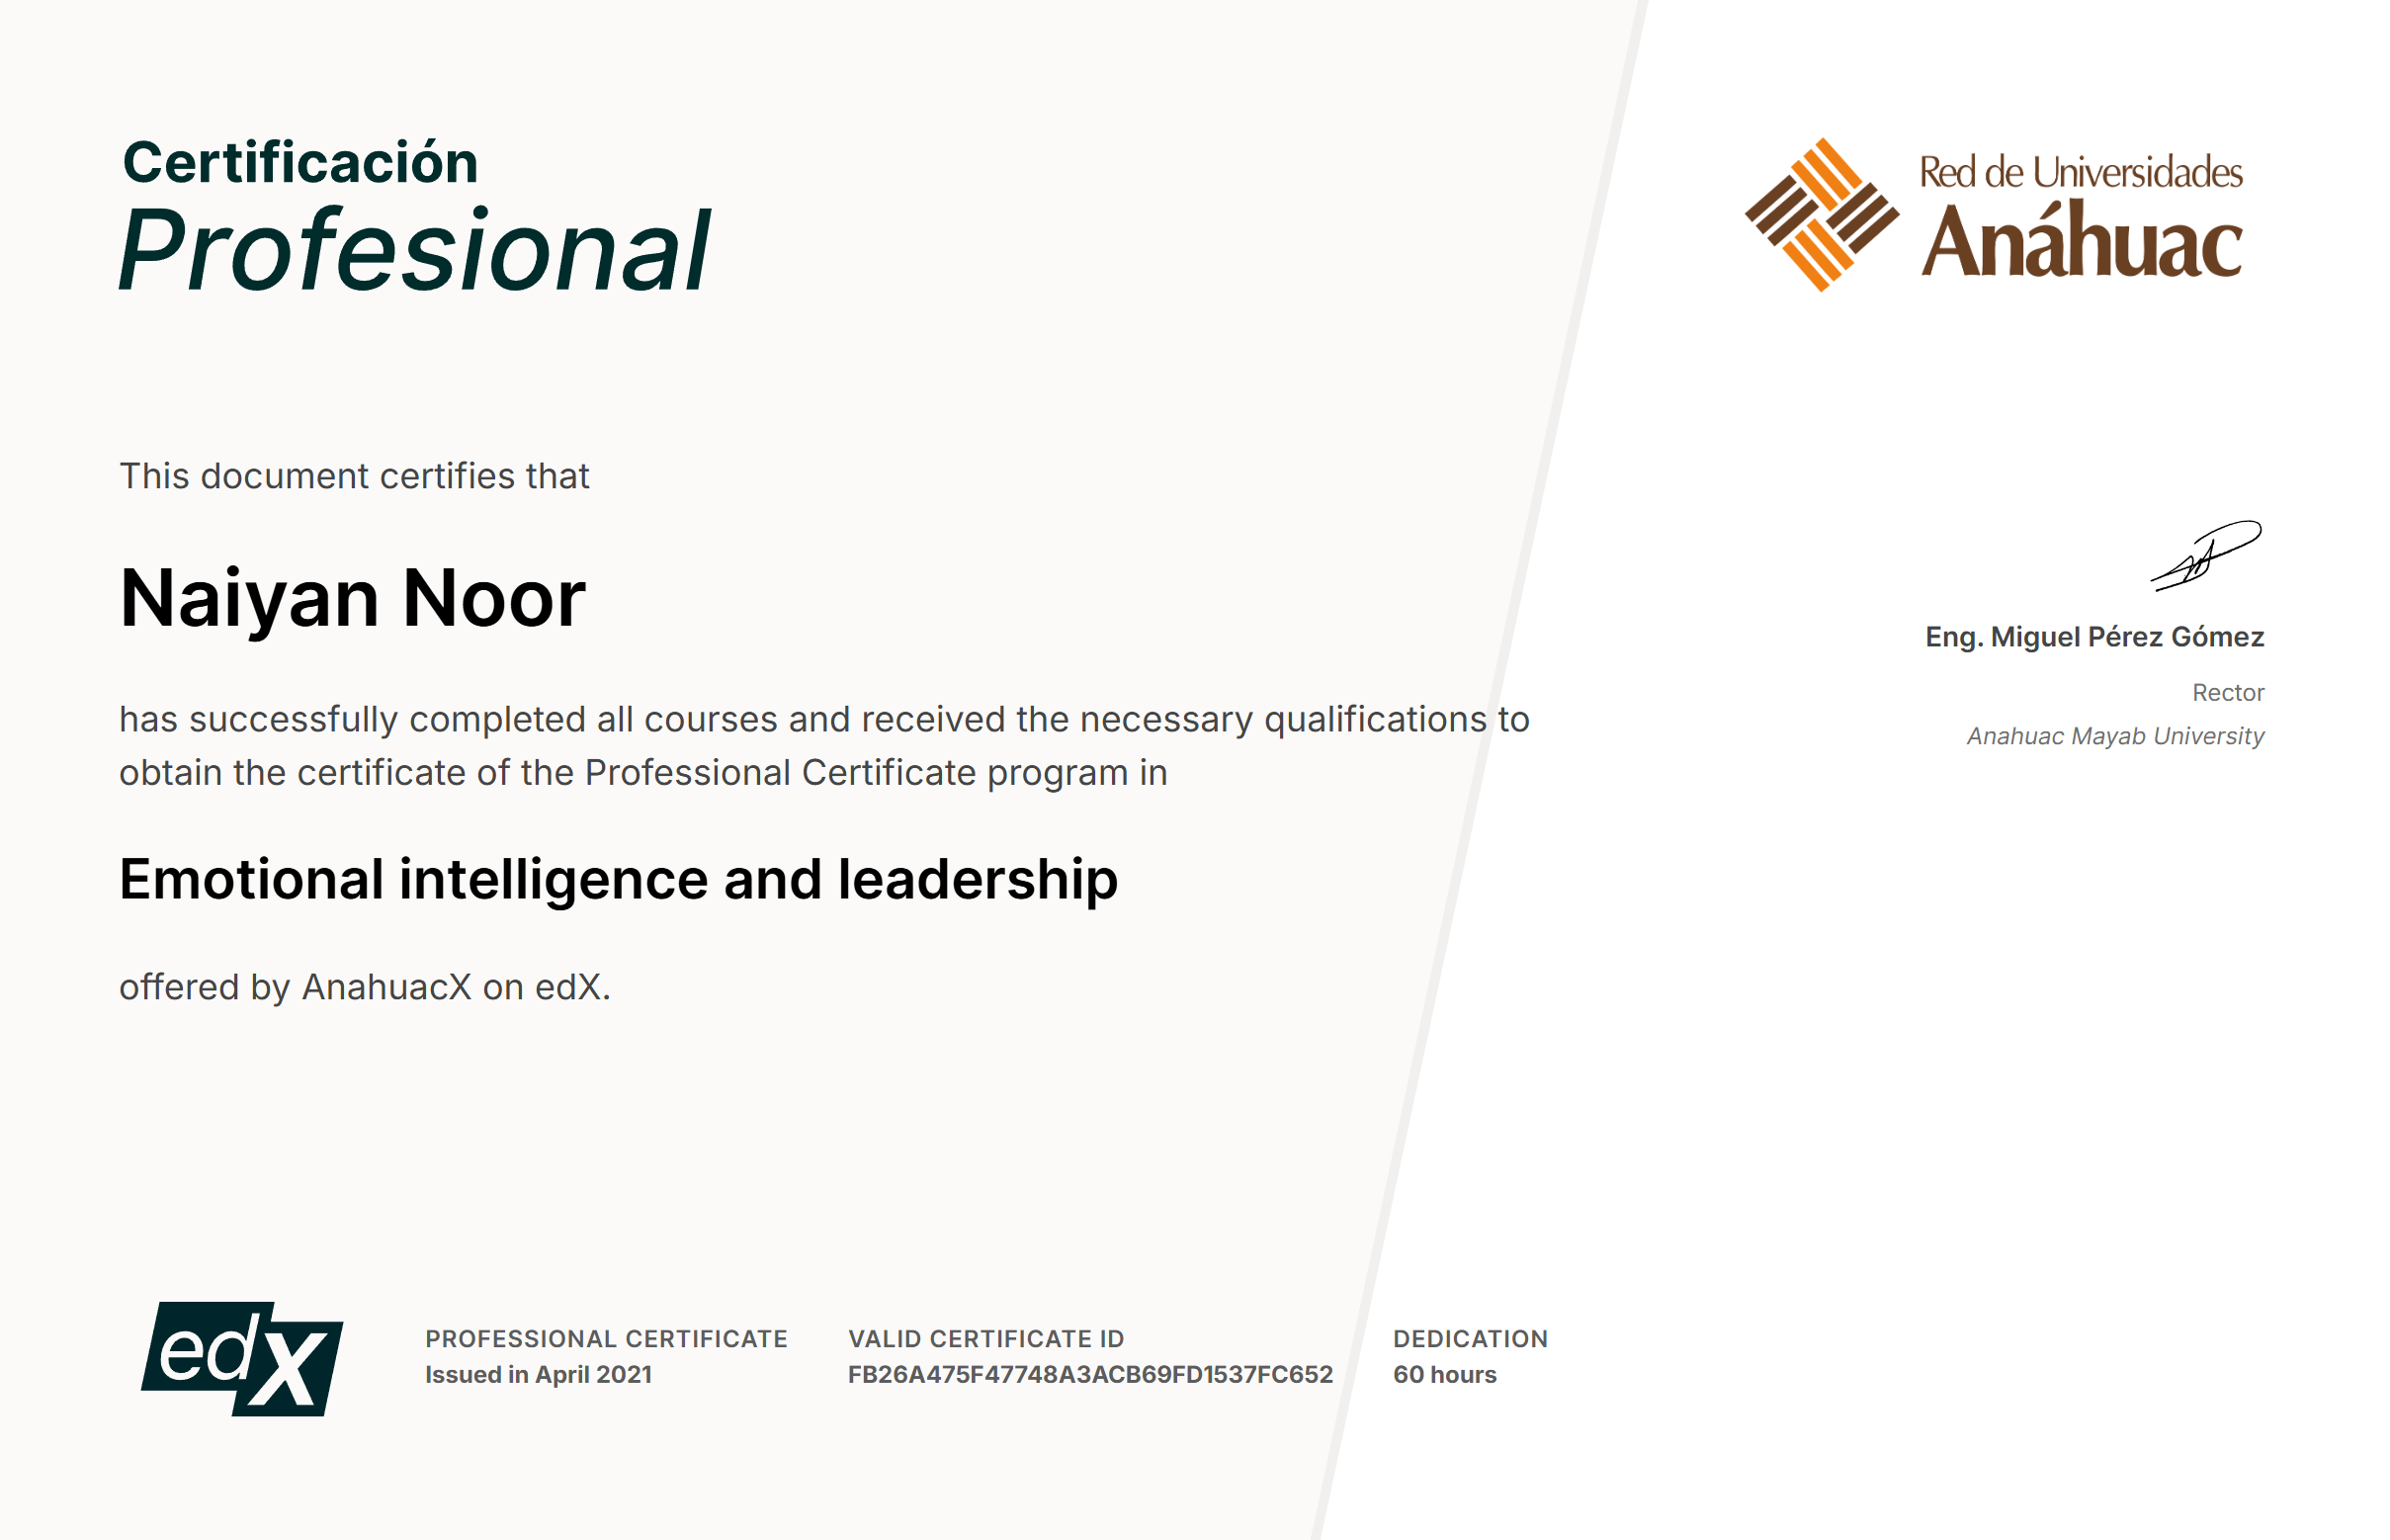 Certificación
Profesional
Red de Universidades
Anáhuac
This document certifies that
Naiyan Noor
has successfully completed all courses and received the necessary qualifications to
obtain the certificate of the Professional Certificate program in
Emotional intelligence and leadership
offered by AnahuacX on edX.
Eng. Miguel Pérez Gómez
Rector
Anahuac Mayab University
edX
PROFESSIONAL CERTIFICATE
Issued in April 2021
VALID CERTIFICATE ID
FB26A475F47748A3ACB69FD1537FC652
DEDICATION
60 hours